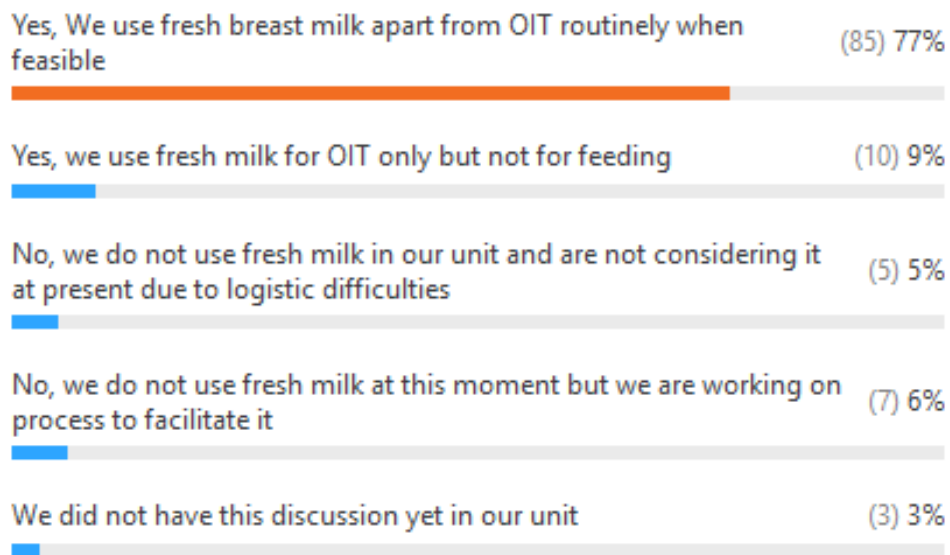 Yes, We use fresh breast milk apart from OIT routinely when
feasible
(85) 77%
Yes, we use fresh milk for OIT only but not for feeding
(10) 9%
No, we do not use fresh milk in our unit and are not considering it
at present due to logistic difficulties
(5) 5%
No, we do not use fresh milk at this moment but we are working on
process to facilitate it
(7) 6%
We did not have this discussion yet in our unit
(3) 3%